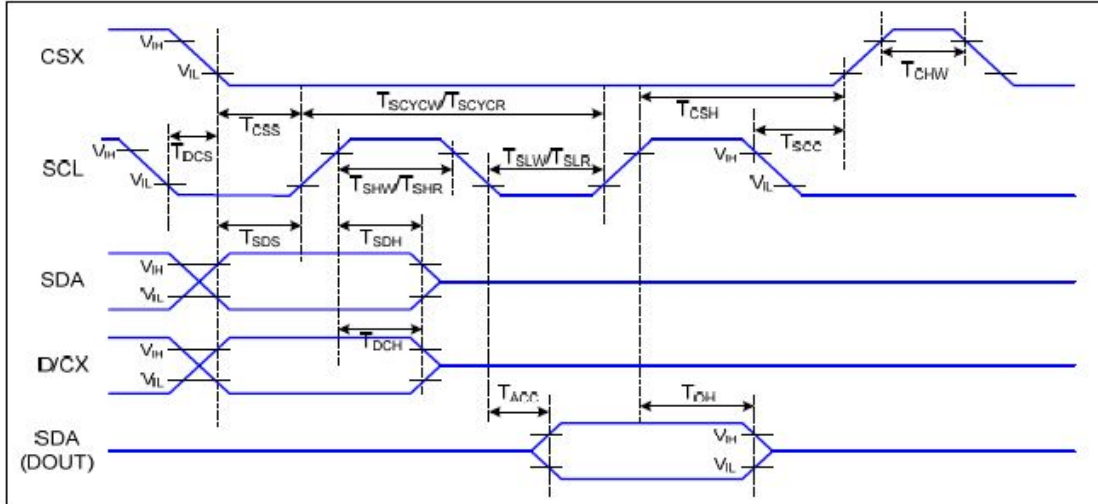 CSX
VIH
VIL
TCHW
TSCYCW/TSCYCR
TCSH
TCSS
TDCS
TSCC
SCL
VIH
VIL
TSHW/TSHR
TSLW/TSLR
VIH
VIL
TSDS
TSDH
SDA
VIH
VIL
TDCH
D/CX
VIH
VIL
TACC
TOH
SDA
(DOUT)
VIH
VIL